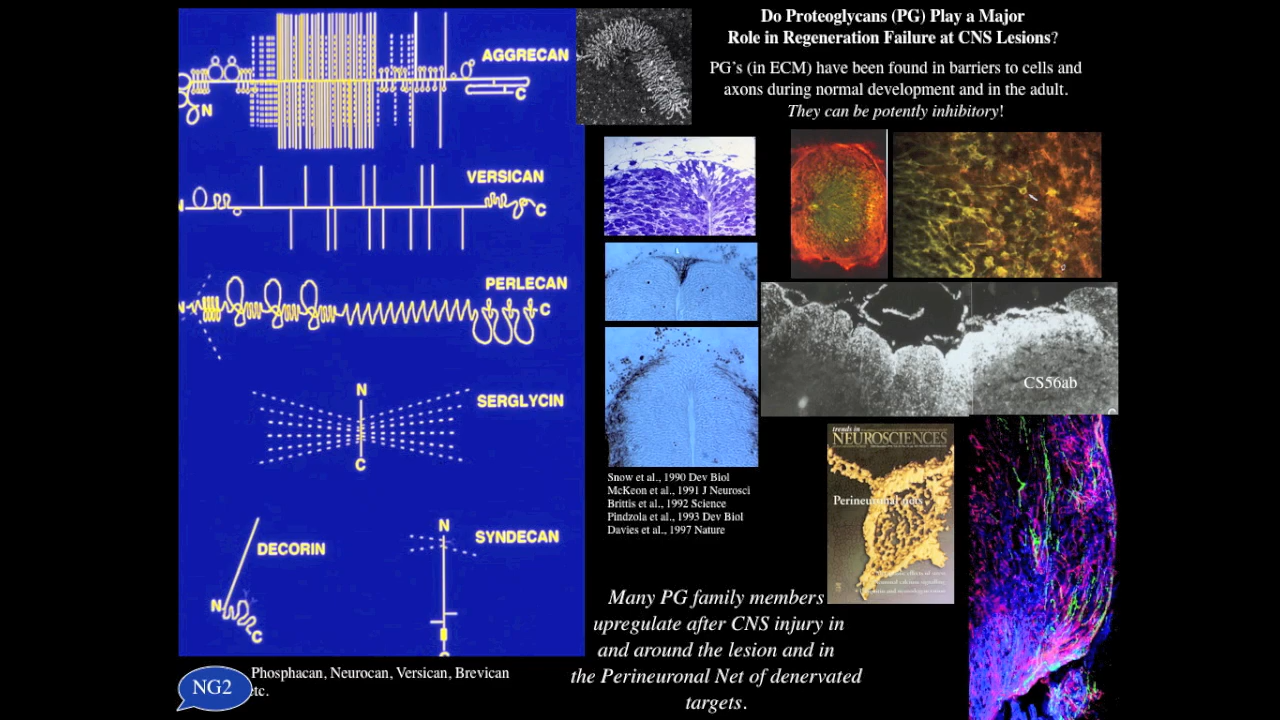 Do Proteoglycans (PG) Play a Major
Role in Regeneration Failure at CNS Lesions?
PG's (in ECM) have been found in barriers to cells and
axons during normal development and in the adult.
They can be potently inhibitory!
AGGRECAN
N
C
VERSICAN
N
C
PERLECAN
N
C
N
SERGLYCIN
C
DECORIN
N
C
N
SYNDECAN
C
CS56ab
trends in
NEUROSCIENCES
Perineuronal nets
Snow et al., 1990 Dev Biol
McKeon et al., 1991 J Neurosci
Brittis et al., 1992 Science
Pindzola et al., 1993 Dev Biol
Davies et al., 1997 Nature
Many PG family members
upregulate after CNS injury in
and around the lesion and in
the Perineuronal Net of denervated
targets.
NG2
Phosphacan, Neurocan, Versican, Brevican
etc.